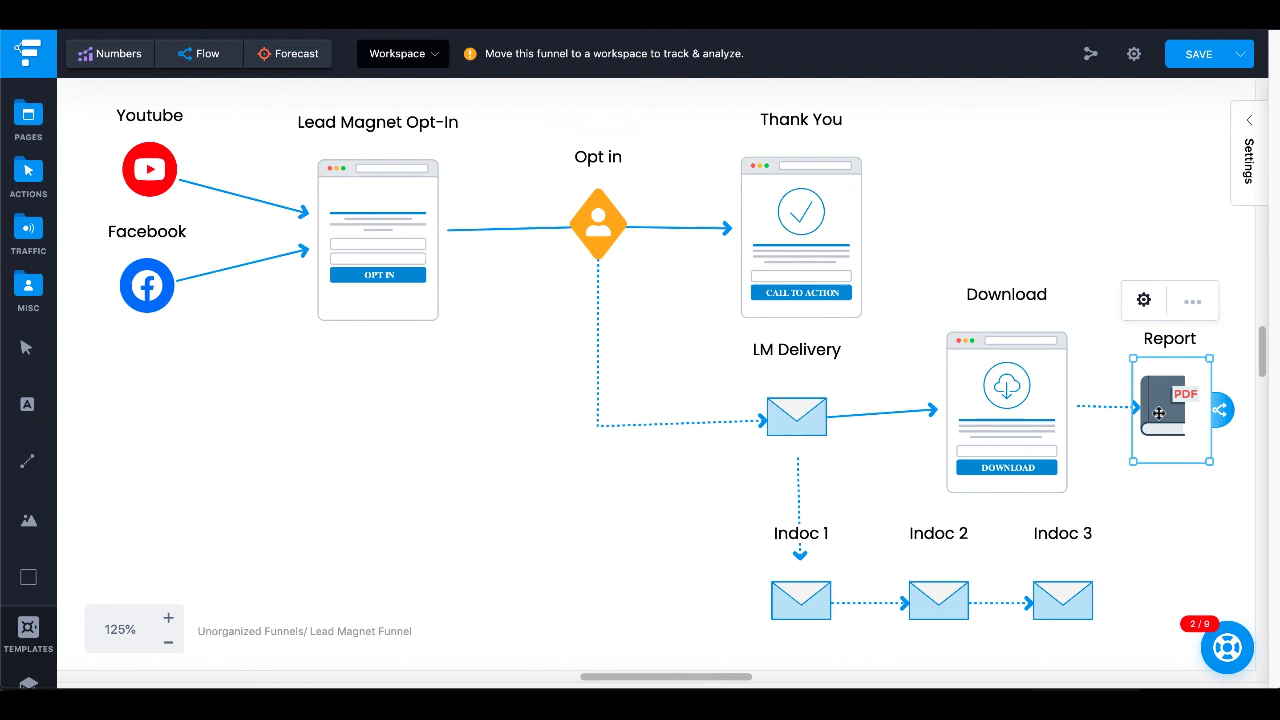 Numbers
Flow
Forecast
Workspace
Move this funnel to a workspace to track & analyze.
SAVE
PAGES
ACTIONS
TRAFFIC
MISC
TEMPLATES
Settings
Youtube
Facebook
Lead Magnet Opt-In
OPT IN
Opt in
Thank You
CALL TO ACTION
LM Delivery
Download
DOWNLOAD
Report
PDF
Indoc 1
Indoc 2
Indoc 3
125%
Unorganized Funnels/ Lead Magnet Funnel
2 / 9